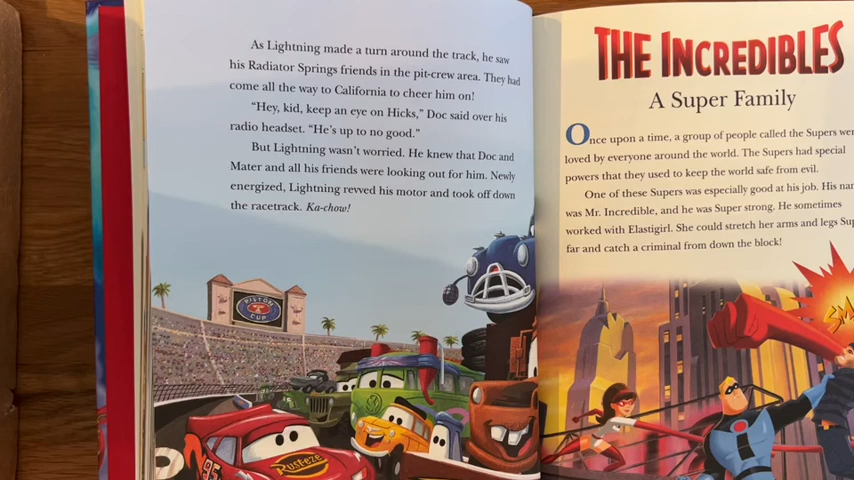 As Lightning made a turn around the track, he saw
his Radiator Springs friends in the pit-crew area. They had
come all the way to California to cheer him on!
"Hey, kid, keep an eye on Hicks," Doc said over his
radio headset. "He's up to no good."
But Lightning wasn't worried. He knew that Doc and
Mater and all his friends were looking out for him. Newly
energized, Lightning revved his motor and took off down
the racetrack. Ka-chow!
PISTON
CUP
95
Rust-eze
THE INCREDIBLES
A Super Family
Once upon a time, a group of people called the Supers wer
loved by everyone around the world. The Supers had special
powers that they used to keep the world safe from evil.
One of these Supers was especially good at his job. His nam
was Mr. Incredible, and he was Super strong. He sometimes
worked with Elastigirl. She could stretch her arms and legs Sup
far and catch a criminal from down the block!
SM